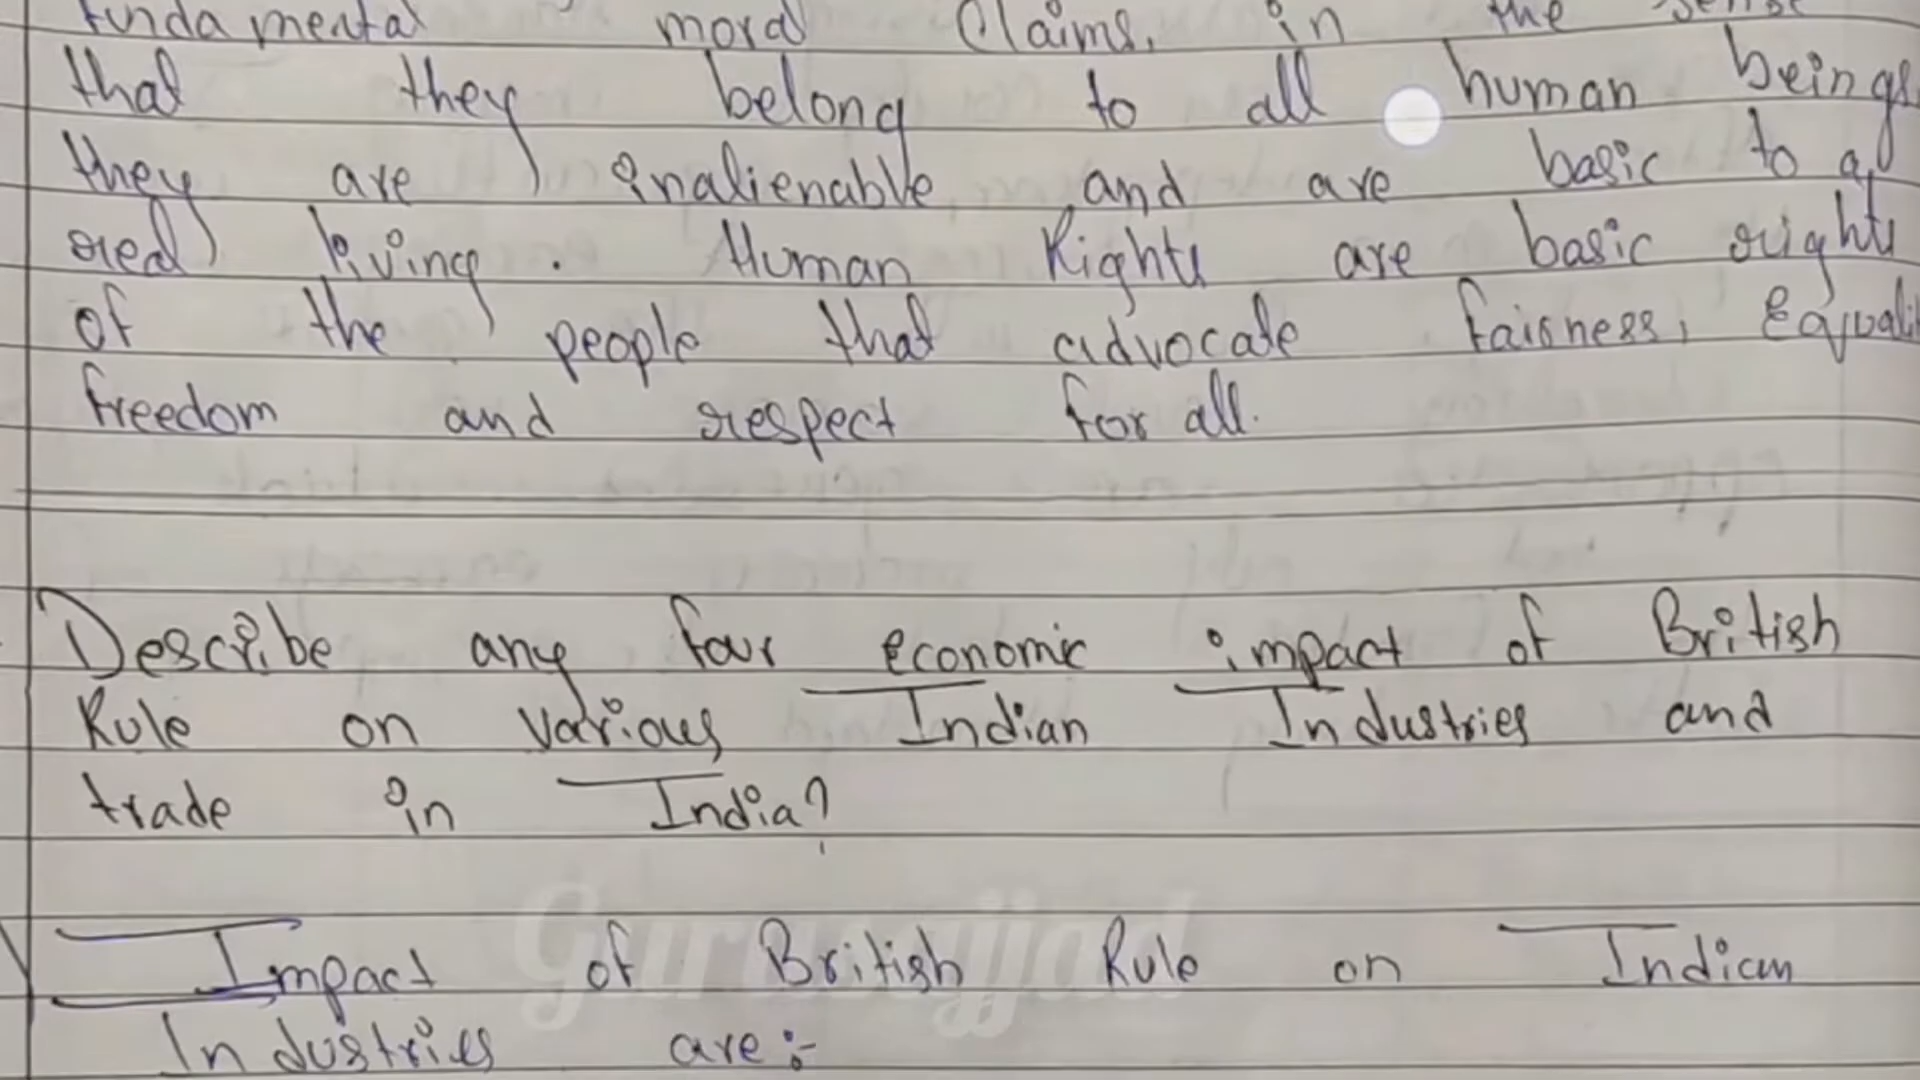 fundamental moral Claims, in the sense
that they belong to all human beings
they are inalienable and are basic to a
real living. Human Rights are basic rights
of the people that advocate fairness, Equali
freedom and respect for all.
Describe any four economic impact of British
Rule on various Indian Industries and
trade in India?
Gurusajjad
Impact of British Rule on Indian
Industries are :-